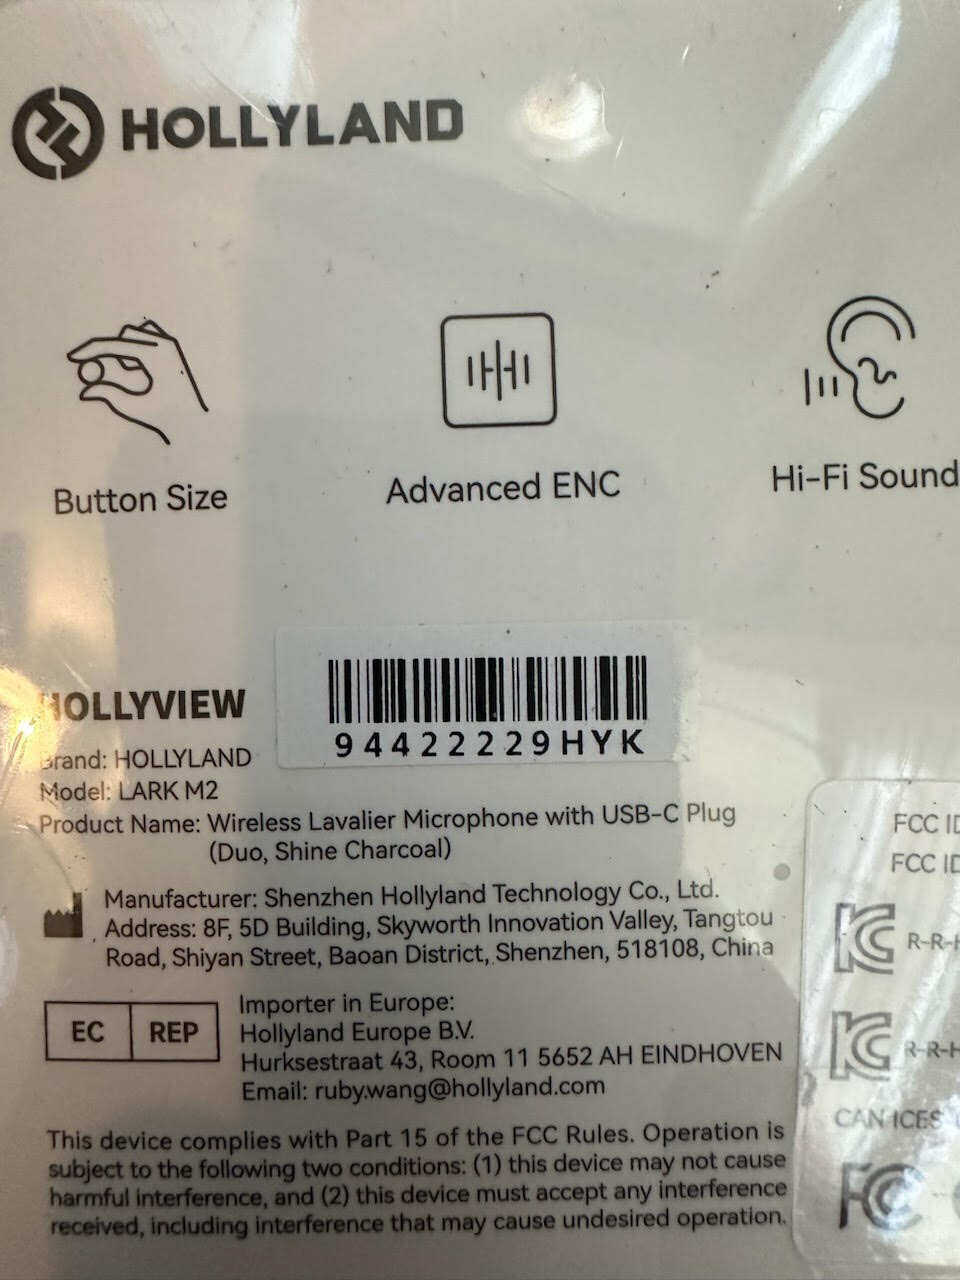 HOLLYLAND
Button Size
Advanced ENC
Hi-Fi Sound
94422229HYK
HOLLYVIEW
Brand: HOLLYLAND
Model: LARK M2
Product Name: Wireless Lavalier Microphone with USB-C Plug
(Duo, Shine Charcoal)
Manufacturer: Shenzhen Hollyland Technology Co., Ltd.
Address: 8F, 5D Building, Skyworth Innovation Valley, Tangtou
Road, Shiyan Street, Baoan District, Shenzhen, 518108, China
EC REP
Importer in Europe:
Hollyland Europe B.V.
Hurksestraat 43, Room 11 5652 AH EINDHOVEN
Email: ruby.wang@hollyland.com
This device complies with Part 15 of the FCC Rules. Operation is
subject to the following two conditions: (1) this device may not cause
harmful interference, and (2) this device must accept any interference
received, including interference that may cause undesired operation.
FCC ID
FCC ID
KC R-R-H
KC R-R-H
CAN ICES
FC